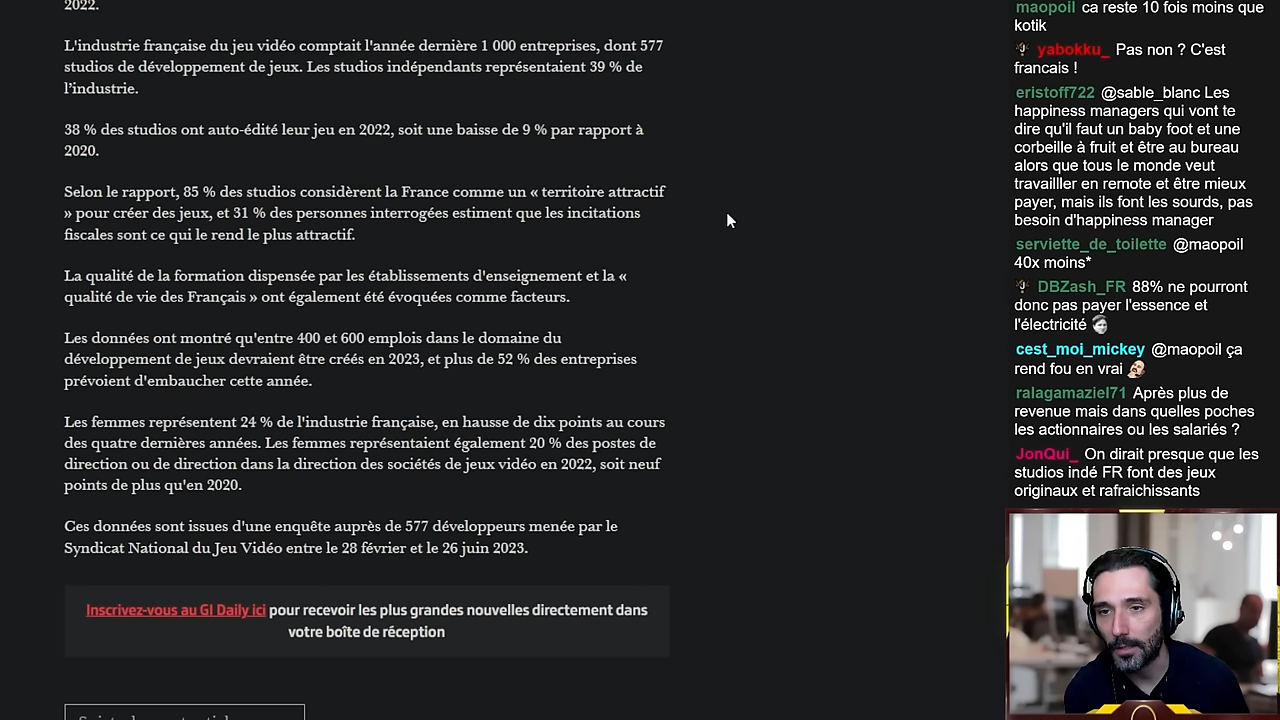 2022.
L'industrie française du jeu vidéo comptait l'année dernière 1 000 entreprises, dont 577
studios de développement de jeux. Les studios indépendants représentaient 39 % de
l’industrie.
38 % des studios ont auto-édité leur jeu en 2022, soit une baisse de 9 % par rapport à
2020.
Selon le rapport, 85 % des studios considèrent la France comme un « territoire attractif
» pour créer des jeux, et 31 % des personnes interrogées estiment que les incitations
fiscales sont ce qui le rend le plus attractif.
La qualité de la formation dispensée par les établissements d'enseignement et la «
qualité de vie des Français » ont également été évoquées comme facteurs.
Les données ont montré qu'entre 400 et 600 emplois dans le domaine du
développement de jeux devraient être créés en 2023, et plus de 52 % des entreprises
prévoient d'embaucher cette année.
Les femmes représentent 24 % de l'industrie française, en hausse de dix points au cours
des quatre dernières années. Les femmes représentaient également 20 % des postes de
direction ou de direction dans la direction des sociétés de jeux vidéo en 2022, soit neuf
points de plus qu'en 2020.
Ces données sont issues d'une enquête auprès de 577 développeurs menée par le
Syndicat National du Jeu Vidéo entre le 28 février et le 26 juin 2023.
Inscrivez-vous au GI Daily ici pour recevoir les plus grandes nouvelles directement dans
votre boîte de réception
maopoil ca reste 10 fois moins que
kotik
yabokku_ Pas non ? C'est
francais !
eristoff722 @sable_blanc Les
happiness managers qui vont te
dire qu'il faut un baby foot et une
corbeille à fruit et être au bureau
alors que tous le monde veut
travailller en remote et être mieux
payer, mais ils font les sourds, pas
besoin d'happiness manager
serviette_de_toilette @maopoil
40x moins*
DBZash_FR 88% ne pourront
donc pas payer l'essence et
l'électricité
cest_moi_mickey @maopoil ça
rend fou en vrai
ralagamaziel71 Après plus de
revenue mais dans quelles poches
les actionnaires ou les salariés ?
JonQui_ On dirait presque que les
studios indé FR font des jeux
originaux et rafraichissants